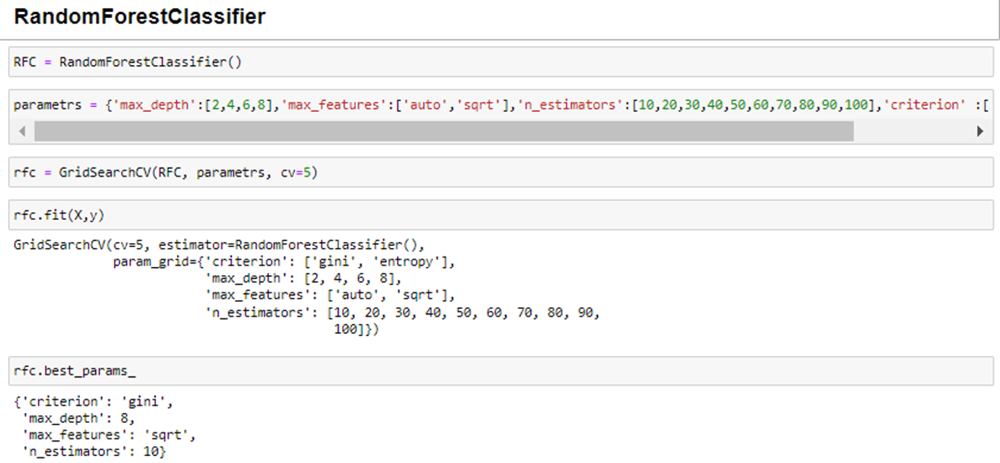 RandomForestClassifier
RFC = RandomForestClassifier()
parametrs = {'max_depth':[2,4,6,8],'max_features':['auto','sqrt'],'n_estimators':[10,20,30,40,50,60,70,80,90,100],'criterion' :[
rfc = GridSearchCV(RFC, parametrs, cv=5)
rfc.fit(X,y)
GridSearchCV(cv=5, estimator=RandomForestClassifier(),
             param_grid={'criterion': ['gini', 'entropy'],
                         'max_depth': [2, 4, 6, 8],
                         'max_features': ['auto', 'sqrt'],
                         'n_estimators': [10, 20, 30, 40, 50, 60, 70, 80, 90,
                                          100]})
rfc.best_params_
{'criterion': 'gini',
 'max_depth': 8,
 'max_features': 'sqrt',
 'n_estimators': 10}